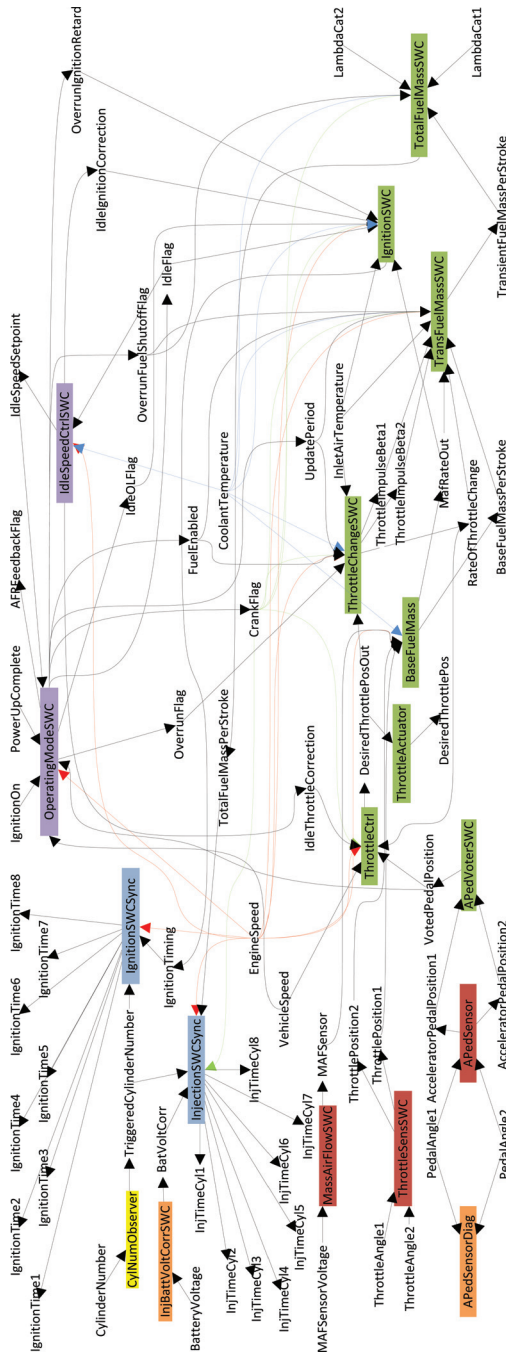 IgnitionTime1
IgnitionTime2
IgnitionTime3
IgnitionTime4
IgnitionTime5
IgnitionTime6
IgnitionTime7
IgnitionTime8
IgnitionOn
PowerUpComplete
AFRFeedbackFlag
IdleSpeedSetpoint
OverrunIgnitionRetard
IdleIgnitionCorrection
LambdaCat2
CylinderNumber
CylNumObserver
TriggeredCylinderNumber
IgnitionSWCSync
OperatingModeSWC
IdleSpeedCtrlSWC
OverrunFuelShutoffFlag
IdleFlag
TotalFuelMassSWC
InjBattVoltCorrSWC
BatVoltCorr
IgnitionTiming
OverrunFlag
IdleOLFlag
BatteryVoltage
InjectionSWCSync
TotalFuelMassPerStroke
CrankFlag
FuelEnabled
CoolantTemperature
UpdatePeriod
IgnitionSWC
LambdaCat1
InjTimeCyl1
InjTimeCyl2
InjTimeCyl3
InjTimeCyl4
InjTimeCyl5
InjTimeCyl6
InjTimeCyl7
InjTimeCyl8
EngineSpeed
VehicleSpeed
IdleThrottleCorrection
InletAirTemperature
ThrottleChangeSWC
ThrottleImpulseBeta1
ThrottleImpulseBeta2
TransFuelMassSWC
TransientFuelMassPerStroke
MAFSensorVoltage
MassAirFlowSWC
MAFSensor
ThrottlePosition2
ThrottlePosition1
ThrottleCtrl
DesiredThrottlePosOut
BaseFuelMass
MafRateOut
RateOfThrottleChange
BaseFuelMassPerStroke
ThrottleAngle1
ThrottleAngle2
ThrottleSensSWC
ThrottleActuator
DesiredThrottlePos
PedalAngle1
AcceleratorPedalPosition1
VotedPedalPosition
APedSensorDiag
APedSensor
APedVoterSWC
PedalAngle2
AcceleratorPedalPosition2